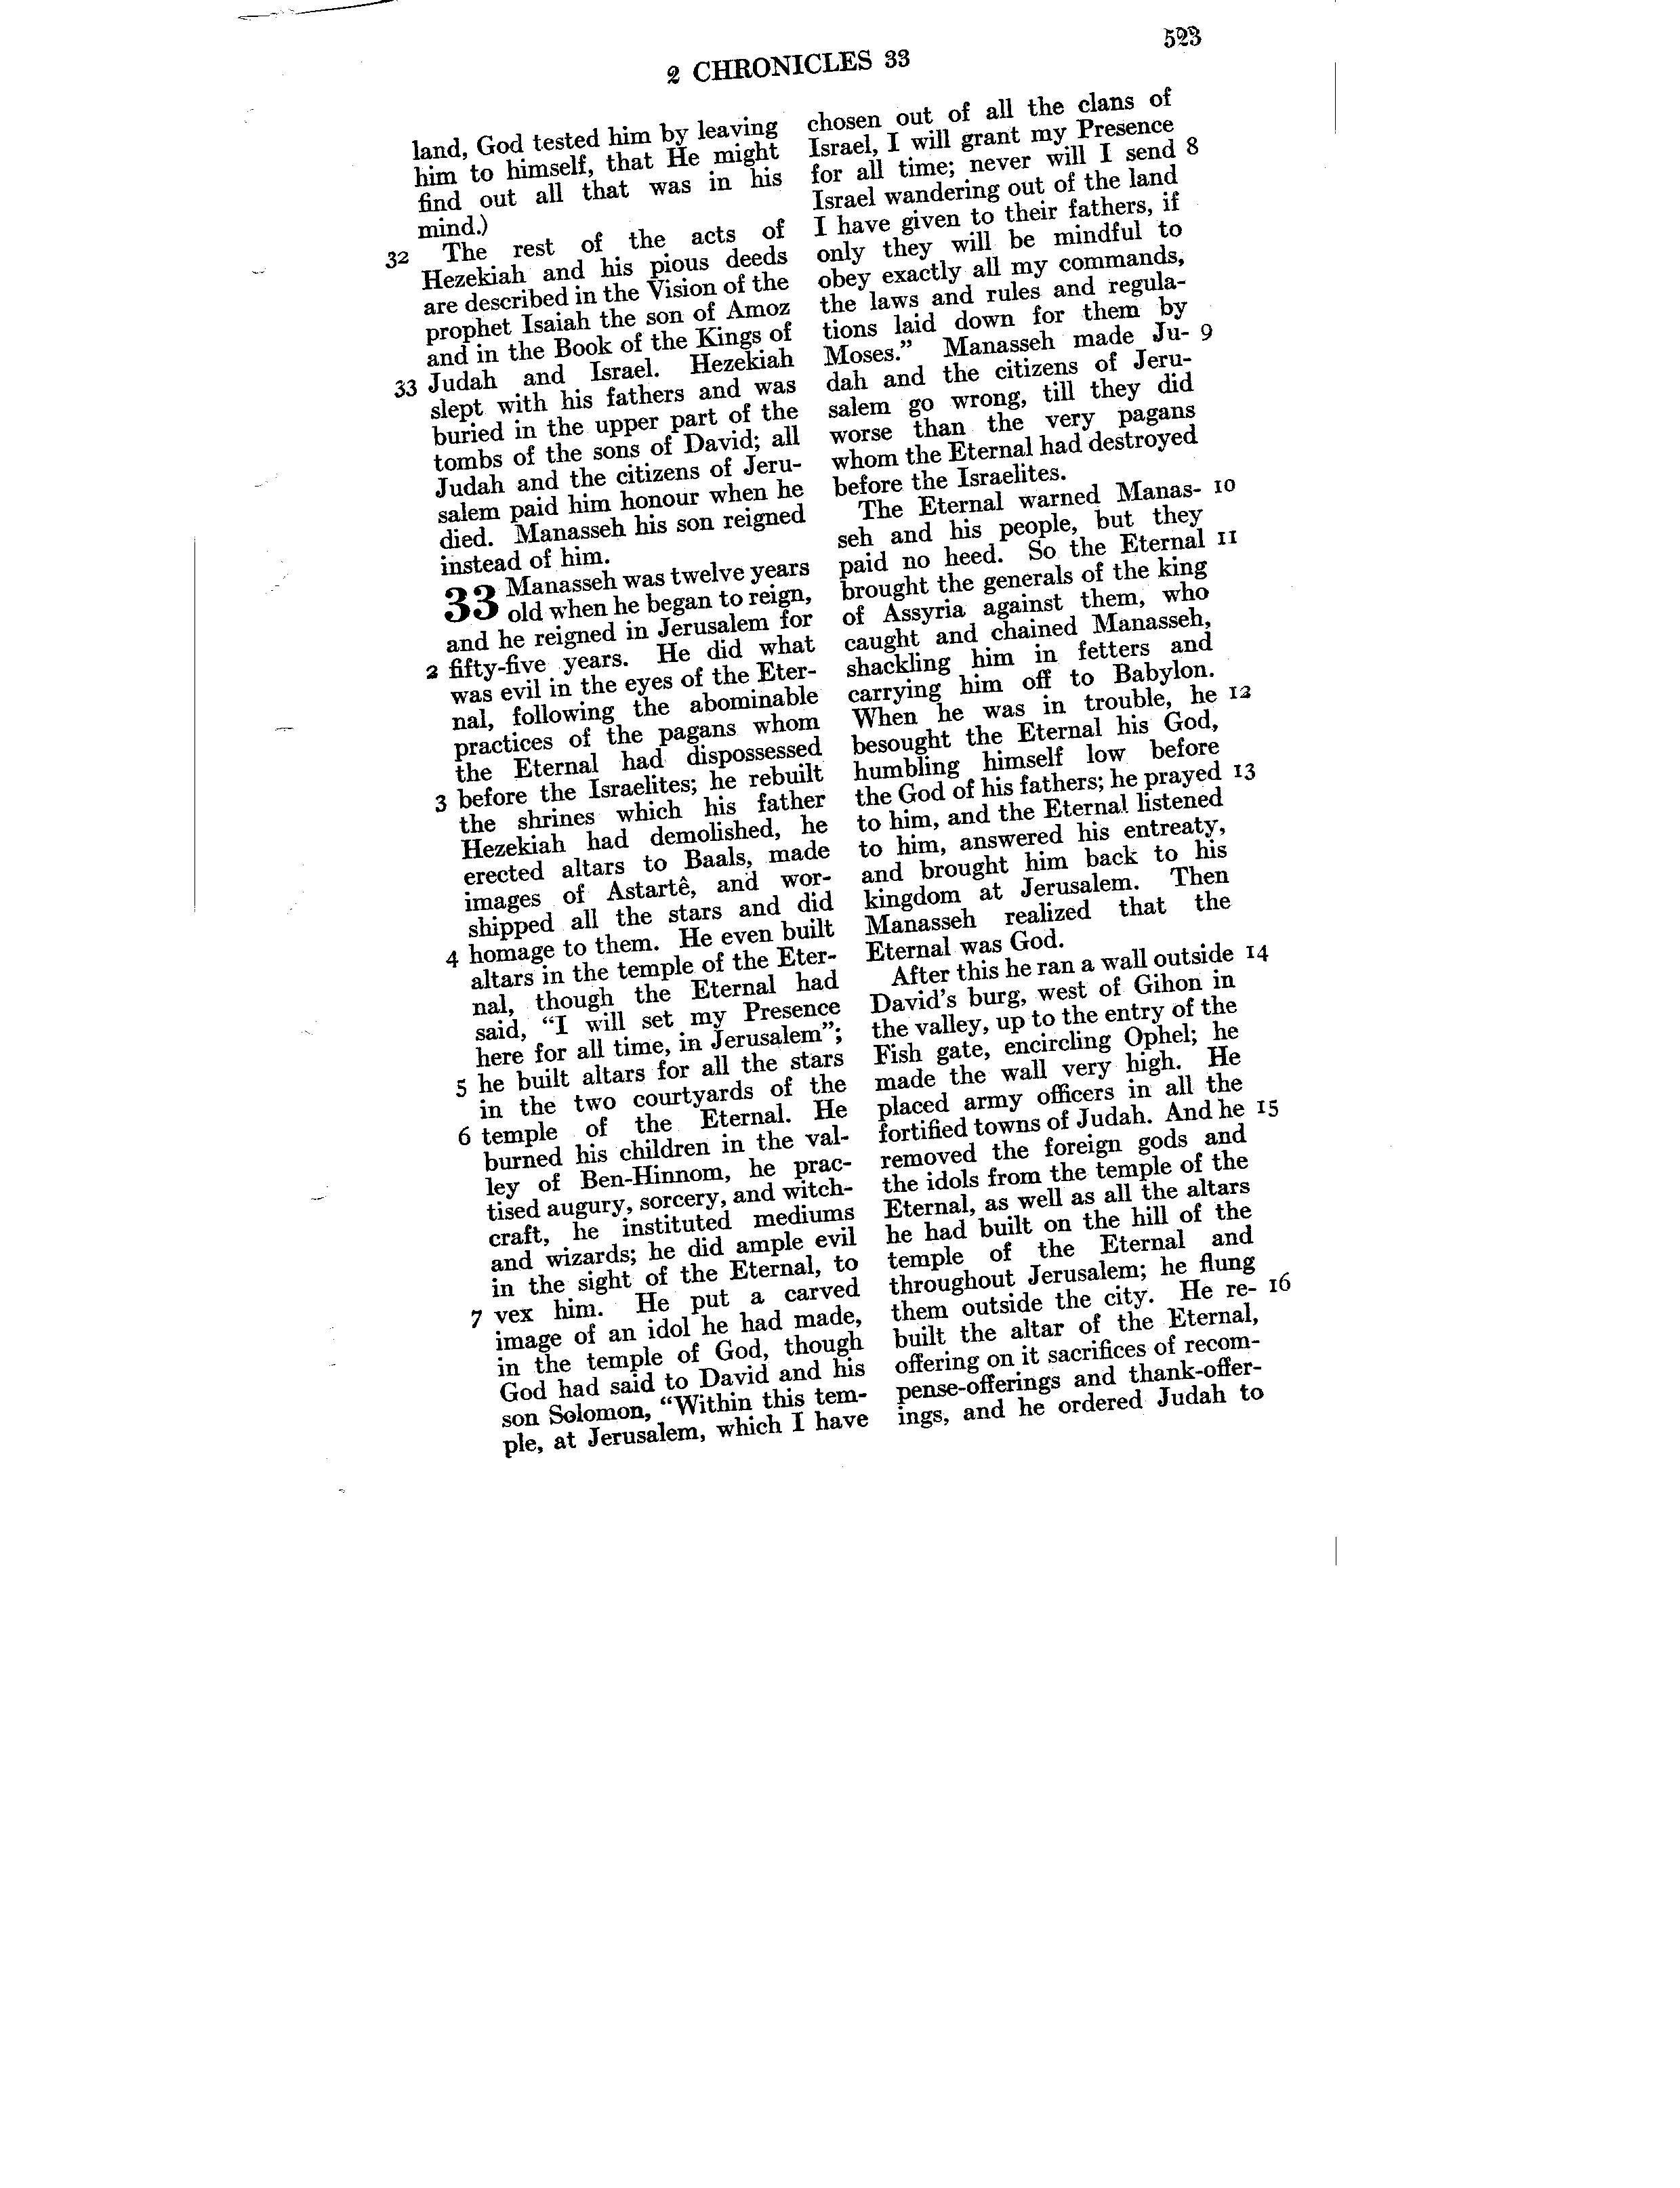 2 CHRONICLES 33
523
land, God tested him by leaving
him to himself, that He might
find out all that was in his
mind.)
32 The rest of the acts of
Hezekiah and his pious deeds
are described in the Vision of the
prophet Isaiah the son of Amoz
and in the Book of the Kings of
33 Judah and Israel. Hezekiah
slept with his fathers and was
buried in the upper part of the
tombs of the sons of David; all
Judah and the citizens of Jeru-
salem paid him honour when he
died. Manasseh his son reigned
instead of him.
33 Manasseh was twelve years
old when he began to reign,
and he reigned in Jerusalem for
2 fifty-five years. He did what
was evil in the eyes of the Eter-
nal, following the abominable
practices of the pagans whom
the Eternal had dispossessed
3 before the Israelites; he rebuilt
the shrines which his father
Hezekiah had demolished, he
erected altars to Baals, made
images of Astartê, and wor-
shipped all the stars and did
4 homage to them. He even built
altars in the temple of the Eter-
nal, though the Eternal had
said, “I will set my Presence
here for all time, in Jerusalem”;
5 he built altars for all the stars
in the two courtyards of the
6 temple of the Eternal. He
burned his children in the val-
ley of Ben-Hinnom, he prac-
tised augury, sorcery, and witch-
craft, he instituted mediums
and wizards; he did ample evil
in the sight of the Eternal, to
7 vex him. He put a carved
image of an idol he had made,
in the temple of God, though
God had said to David and his
son Solomon, “Within this tem-
ple, at Jerusalem, which I have
chosen out of all the clans of
Israel, I will grant my Presence
for all time; never will I send 8
Israel wandering out of the land
I have given to their fathers, if
only they will be mindful to
obey exactly all my commands,
the laws and rules and regula-
tions laid down for them by
Moses.” Manasseh made Ju- 9
dah and the citizens of Jeru-
salem go wrong, till they did
worse than the very pagans
whom the Eternal had destroyed
before the Israelites.
The Eternal warned Manas- 10
seh and his people, but they
paid no heed. So the Eternal 11
brought the generals of the king
of Assyria against them, who
caught and chained Manasseh,
shackling him in fetters and
carrying him off to Babylon.
When he was in trouble, he 12
besought the Eternal his God,
humbling himself low before
the God of his fathers; he prayed 13
to him, and the Eternal listened
to him, answered his entreaty,
and brought him back to his
kingdom at Jerusalem. Then
Manasseh realized that the
Eternal was God.
After this he ran a wall outside 14
David’s burg, west of Gihon in
the valley, up to the entry of the
Fish gate, encircling Ophel; he
made the wall very high. He
placed army officers in all the
fortified towns of Judah. And he 15
removed the foreign gods and
the idols from the temple of the
Eternal, as well as all the altars
he had built on the hill of the
temple of the Eternal and
throughout Jerusalem; he flung
them outside the city. He re- 16
built the altar of the Eternal,
offering on it sacrifices of recom-
pense-offerings and thank-offer-
ings, and he ordered Judah to